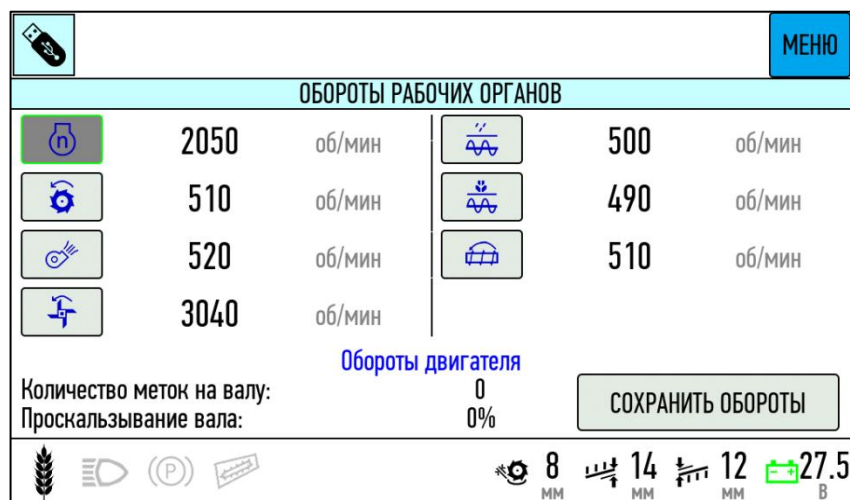 МЕНЮ
ОБОРОТЫ РАБОЧИХ ОРГАНОВ
n 2050 об/мин 500 об/мин
510 об/мин 490 об/мин
520 об/мин 510 об/мин
3040 об/мин
Обороты двигателя
Количество меток на валу: 0
Проскальзывание вала: 0%
СОХРАНИТЬ ОБОРОТЫ
(P) 8 мм 14 мм 12 мм 27.5 В